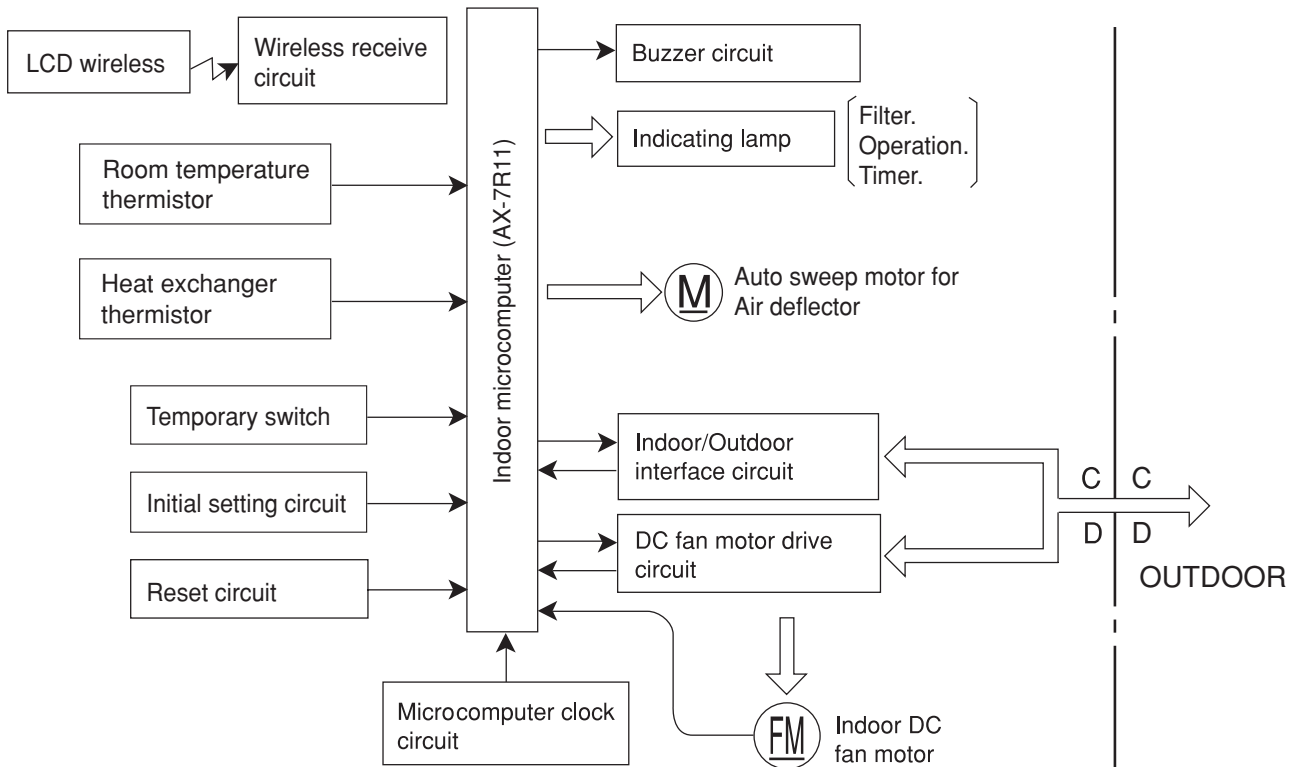 LCD wireless
Wireless receive
circuit
Room temperature
thermistor
Heat exchanger
thermistor
Temporary switch
Initial setting circuit
Reset circuit
Microcomputer clock
circuit
Indoor microcomputer (AX-7R11)
Buzzer circuit
Indicating lamp
Filter.
Operation.
Timer.
M
Auto sweep motor for
Air deflector
Indoor/Outdoor
interface circuit
DC fan motor drive
circuit
FM
Indoor DC
fan motor
C C
D D
OUTDOOR